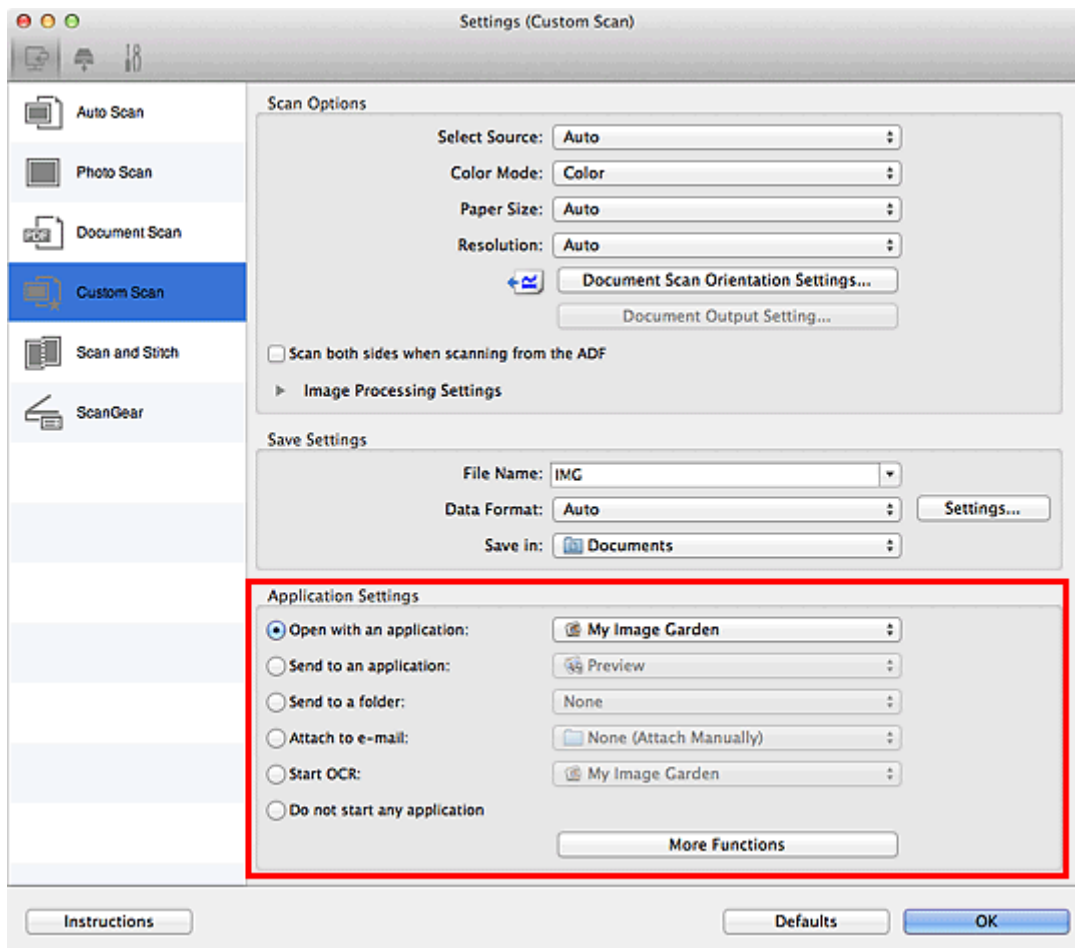 Settings (Custom Scan)
Auto Scan
Photo Scan
PDF
Document Scan
Custom Scan
Scan and Stitch
ScanGear
Scan Options
Select Source: Auto
Color Mode: Color
Paper Size: Auto
Resolution: Auto
Document Scan Orientation Settings...
Document Output Setting...
Scan both sides when scanning from the ADF
Image Processing Settings
Save Settings
File Name: IMG
Data Format: Auto Settings...
Save in: Documents
Application Settings
Open with an application: My Image Garden
Send to an application: Preview
Send to a folder: None
Attach to e-mail: None (Attach Manually)
Start OCR: My Image Garden
Do not start any application
More Functions
Instructions Defaults OK